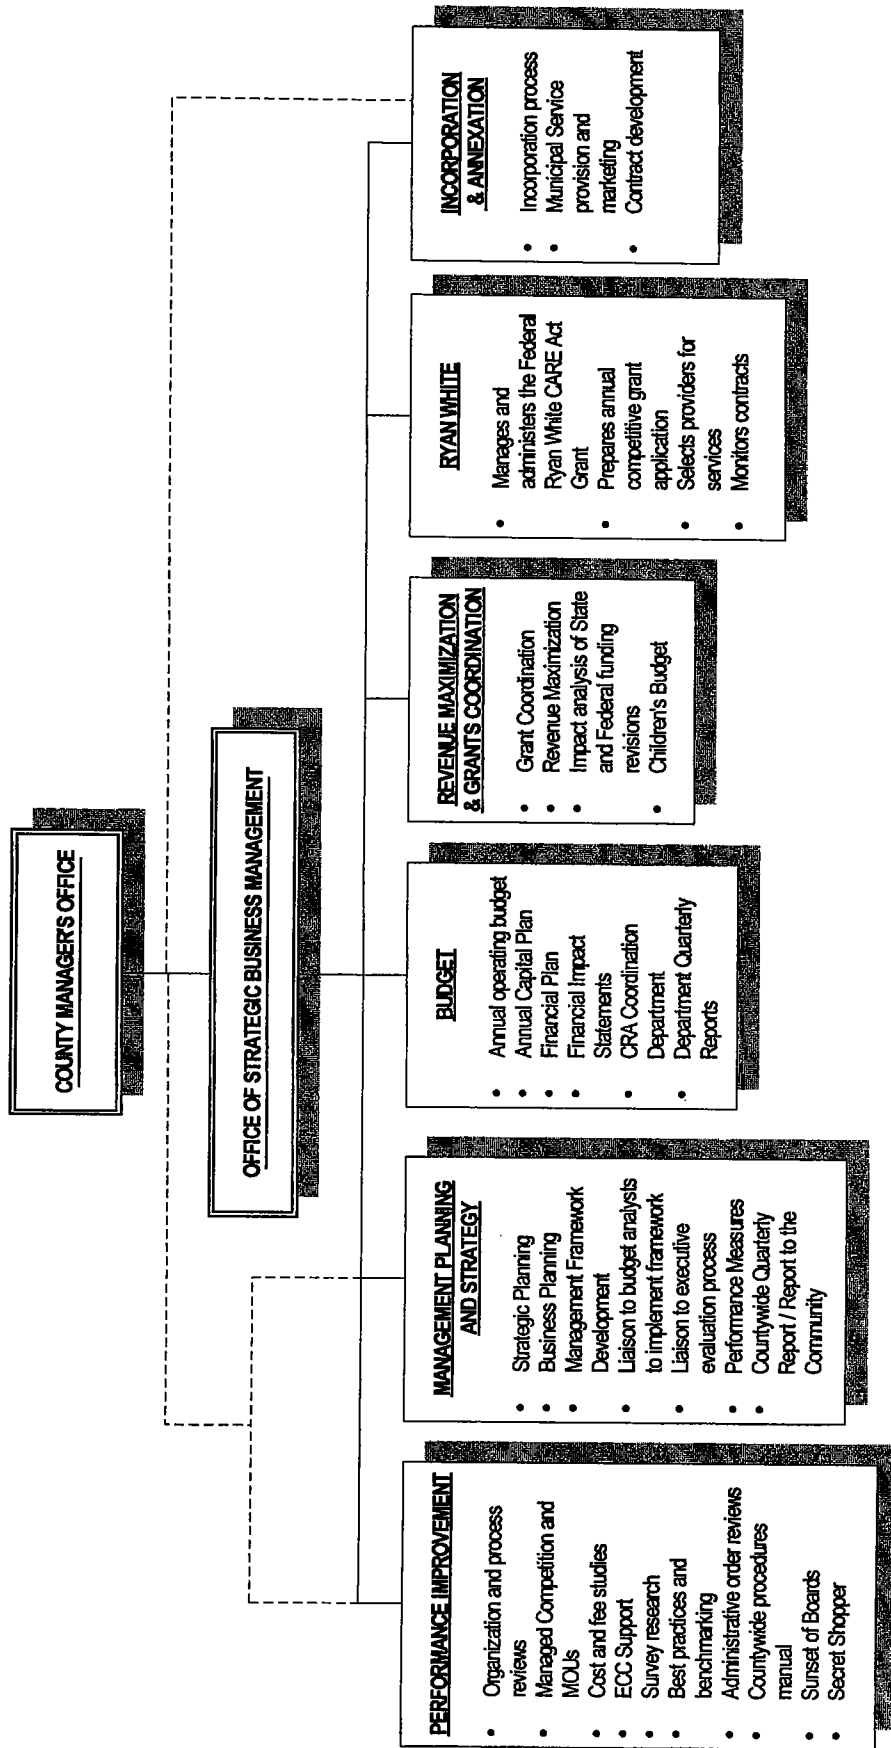 COUNTY MANAGER'S OFFICE
OFFICE OF STRATEGIC BUSINESS MANAGEMENT
PERFORMANCE IMPROVEMENT
• Organization and process
reviews
• Managed Competition and
MOUs
• Cost and fee studies
• ECC Support
• Survey research
• Best practices and
benchmarking
• Administrative order reviews
• Countywide procedures
manual
• Sunset of Boards
• Secret Shopper
MANAGEMENT PLANNING
AND STRATEGY
• Strategic Planning
• Business Planning
• Management Framework
Development
• Liaison to budget analysts
to implement framework
• Liaison to executive
evaluation process
• Performance Measures
• Countywide Quarterly
Report / Report to the
Community
BUDGET
• Annual operating budget
• Annual Capital Plan
• Financial Plan
• Financial Impact
Statements
• CRA Coordination
Department
• Department Quarterly
Reports
REVENUE MAXIMIZATION
& GRANTS COORDINATION
• Grant Coordination
• Revenue Maximization
• Impact analysis of State
and Federal funding
revisions
• Children's Budget
RYAN WHITE
• Manages and
administers the Federal
Ryan White CARE Act
Grant
• Prepares annual
competitive grant
application
• Selects providers for
services
• Monitors contracts
INCORPORATION
& ANNEXATION
• Incorporation process
• Municipal Service
provision and
marketing
• Contract development